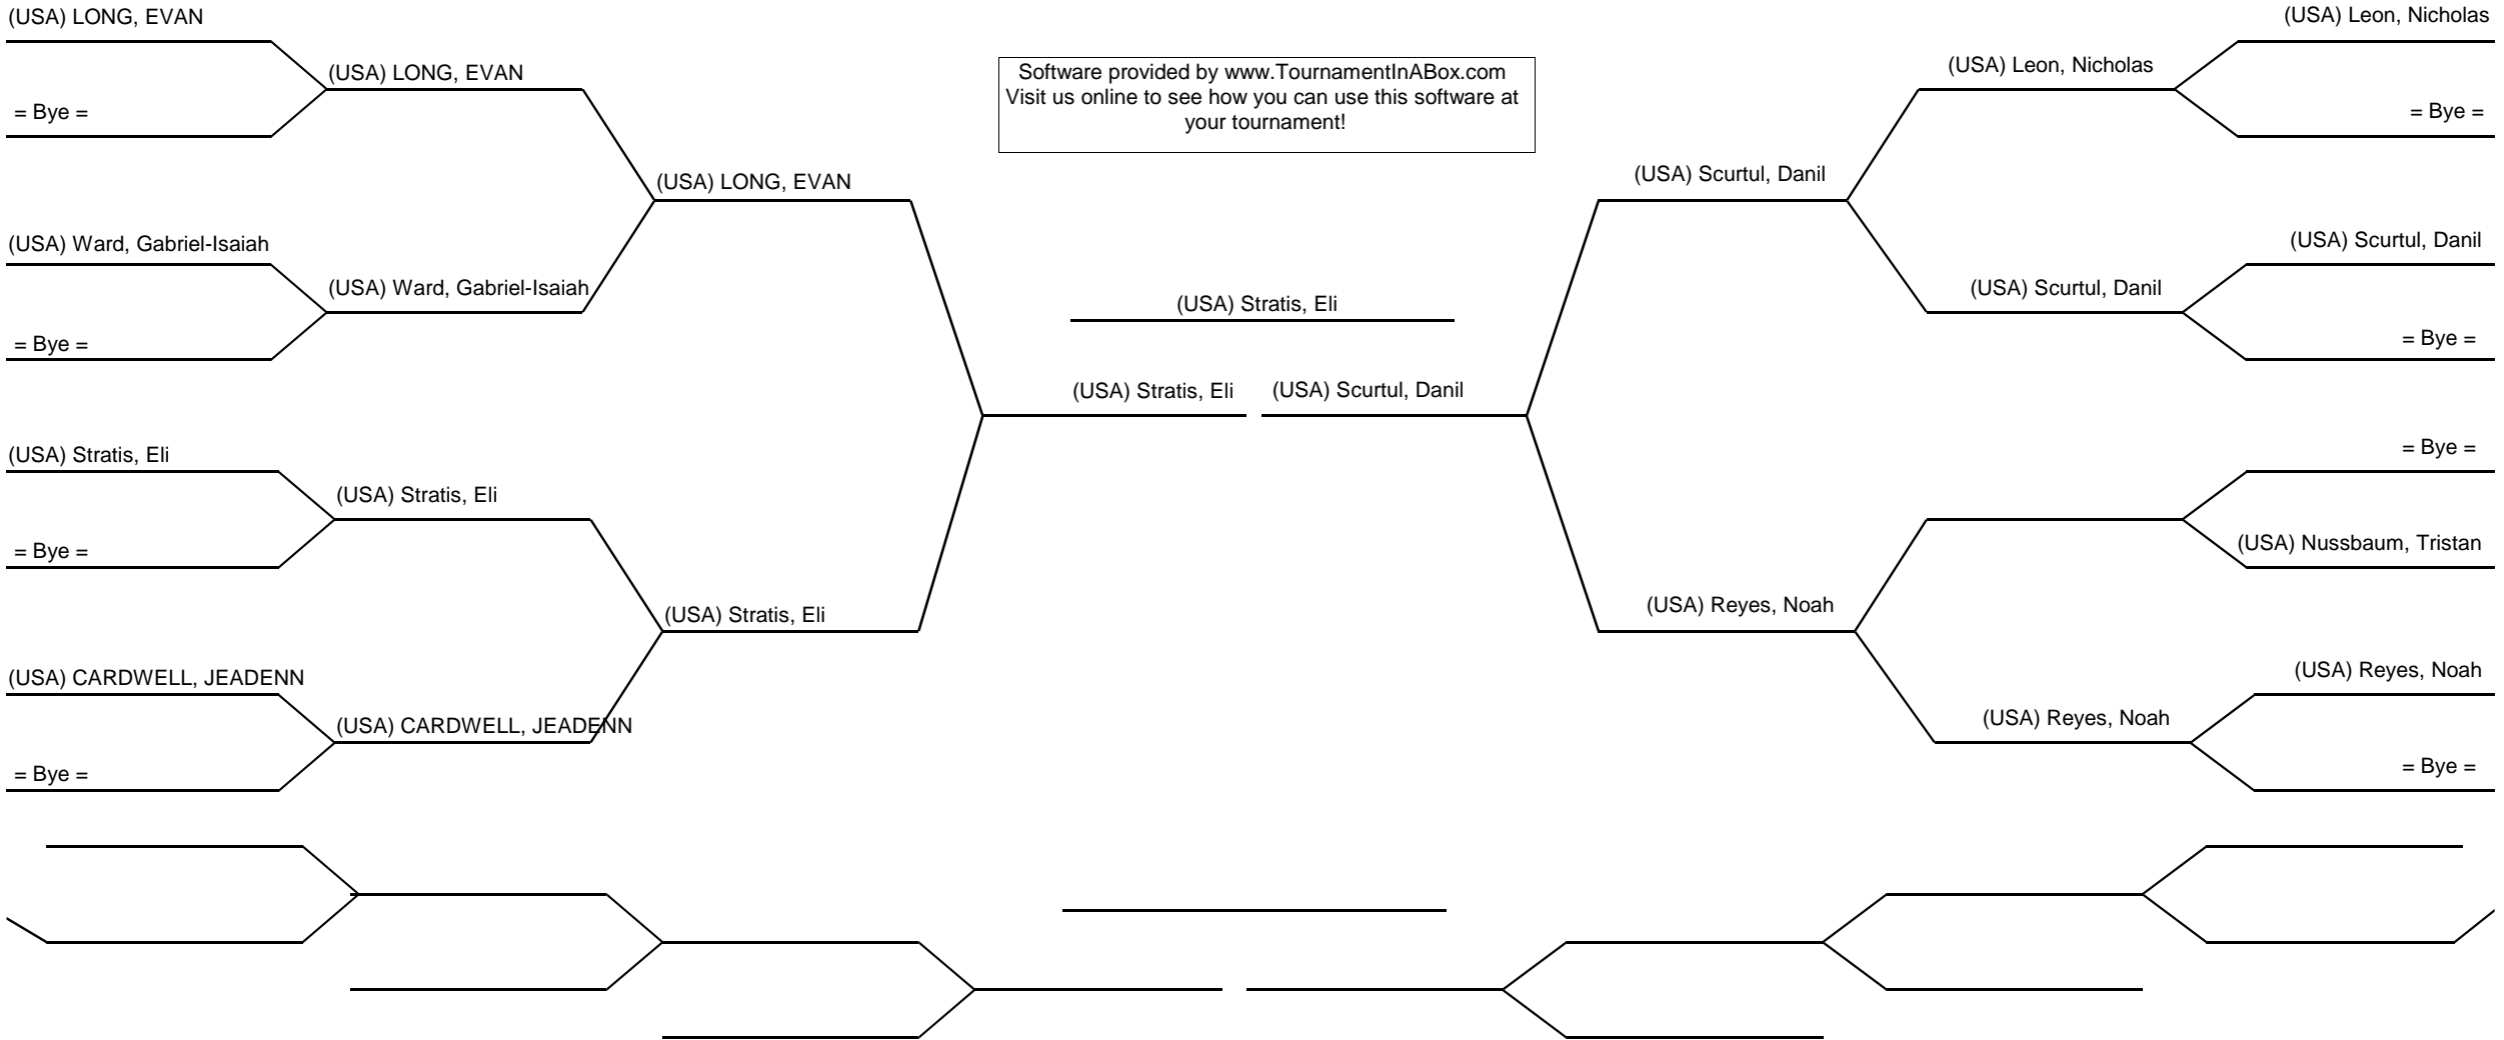 (USA) LONG, EVAN
(USA) Leon, Nicholas
(USA) LONG, EVAN
Software provided by www.TournamentInABox.com
Visit us online to see how you can use this software at
your tournament!
(USA) Leon, Nicholas
= Bye =
= Bye =
(USA) LONG, EVAN
(USA) Scurtul, Danil
(USA) Ward, Gabriel-Isaiah
(USA) Scurtul, Danil
(USA) Ward, Gabriel-Isaiah
(USA) Stratis, Eli
(USA) Scurtul, Danil
= Bye =
= Bye =
(USA) Stratis, Eli
(USA) Scurtul, Danil
(USA) Stratis, Eli
= Bye =
(USA) Stratis, Eli
= Bye =
(USA) Nussbaum, Tristan
(USA) Stratis, Eli
(USA) Reyes, Noah
(USA) CARDWELL, JEADENN
(USA) Reyes, Noah
(USA) CARDWELL, JEADENN
(USA) Reyes, Noah
= Bye =
= Bye =